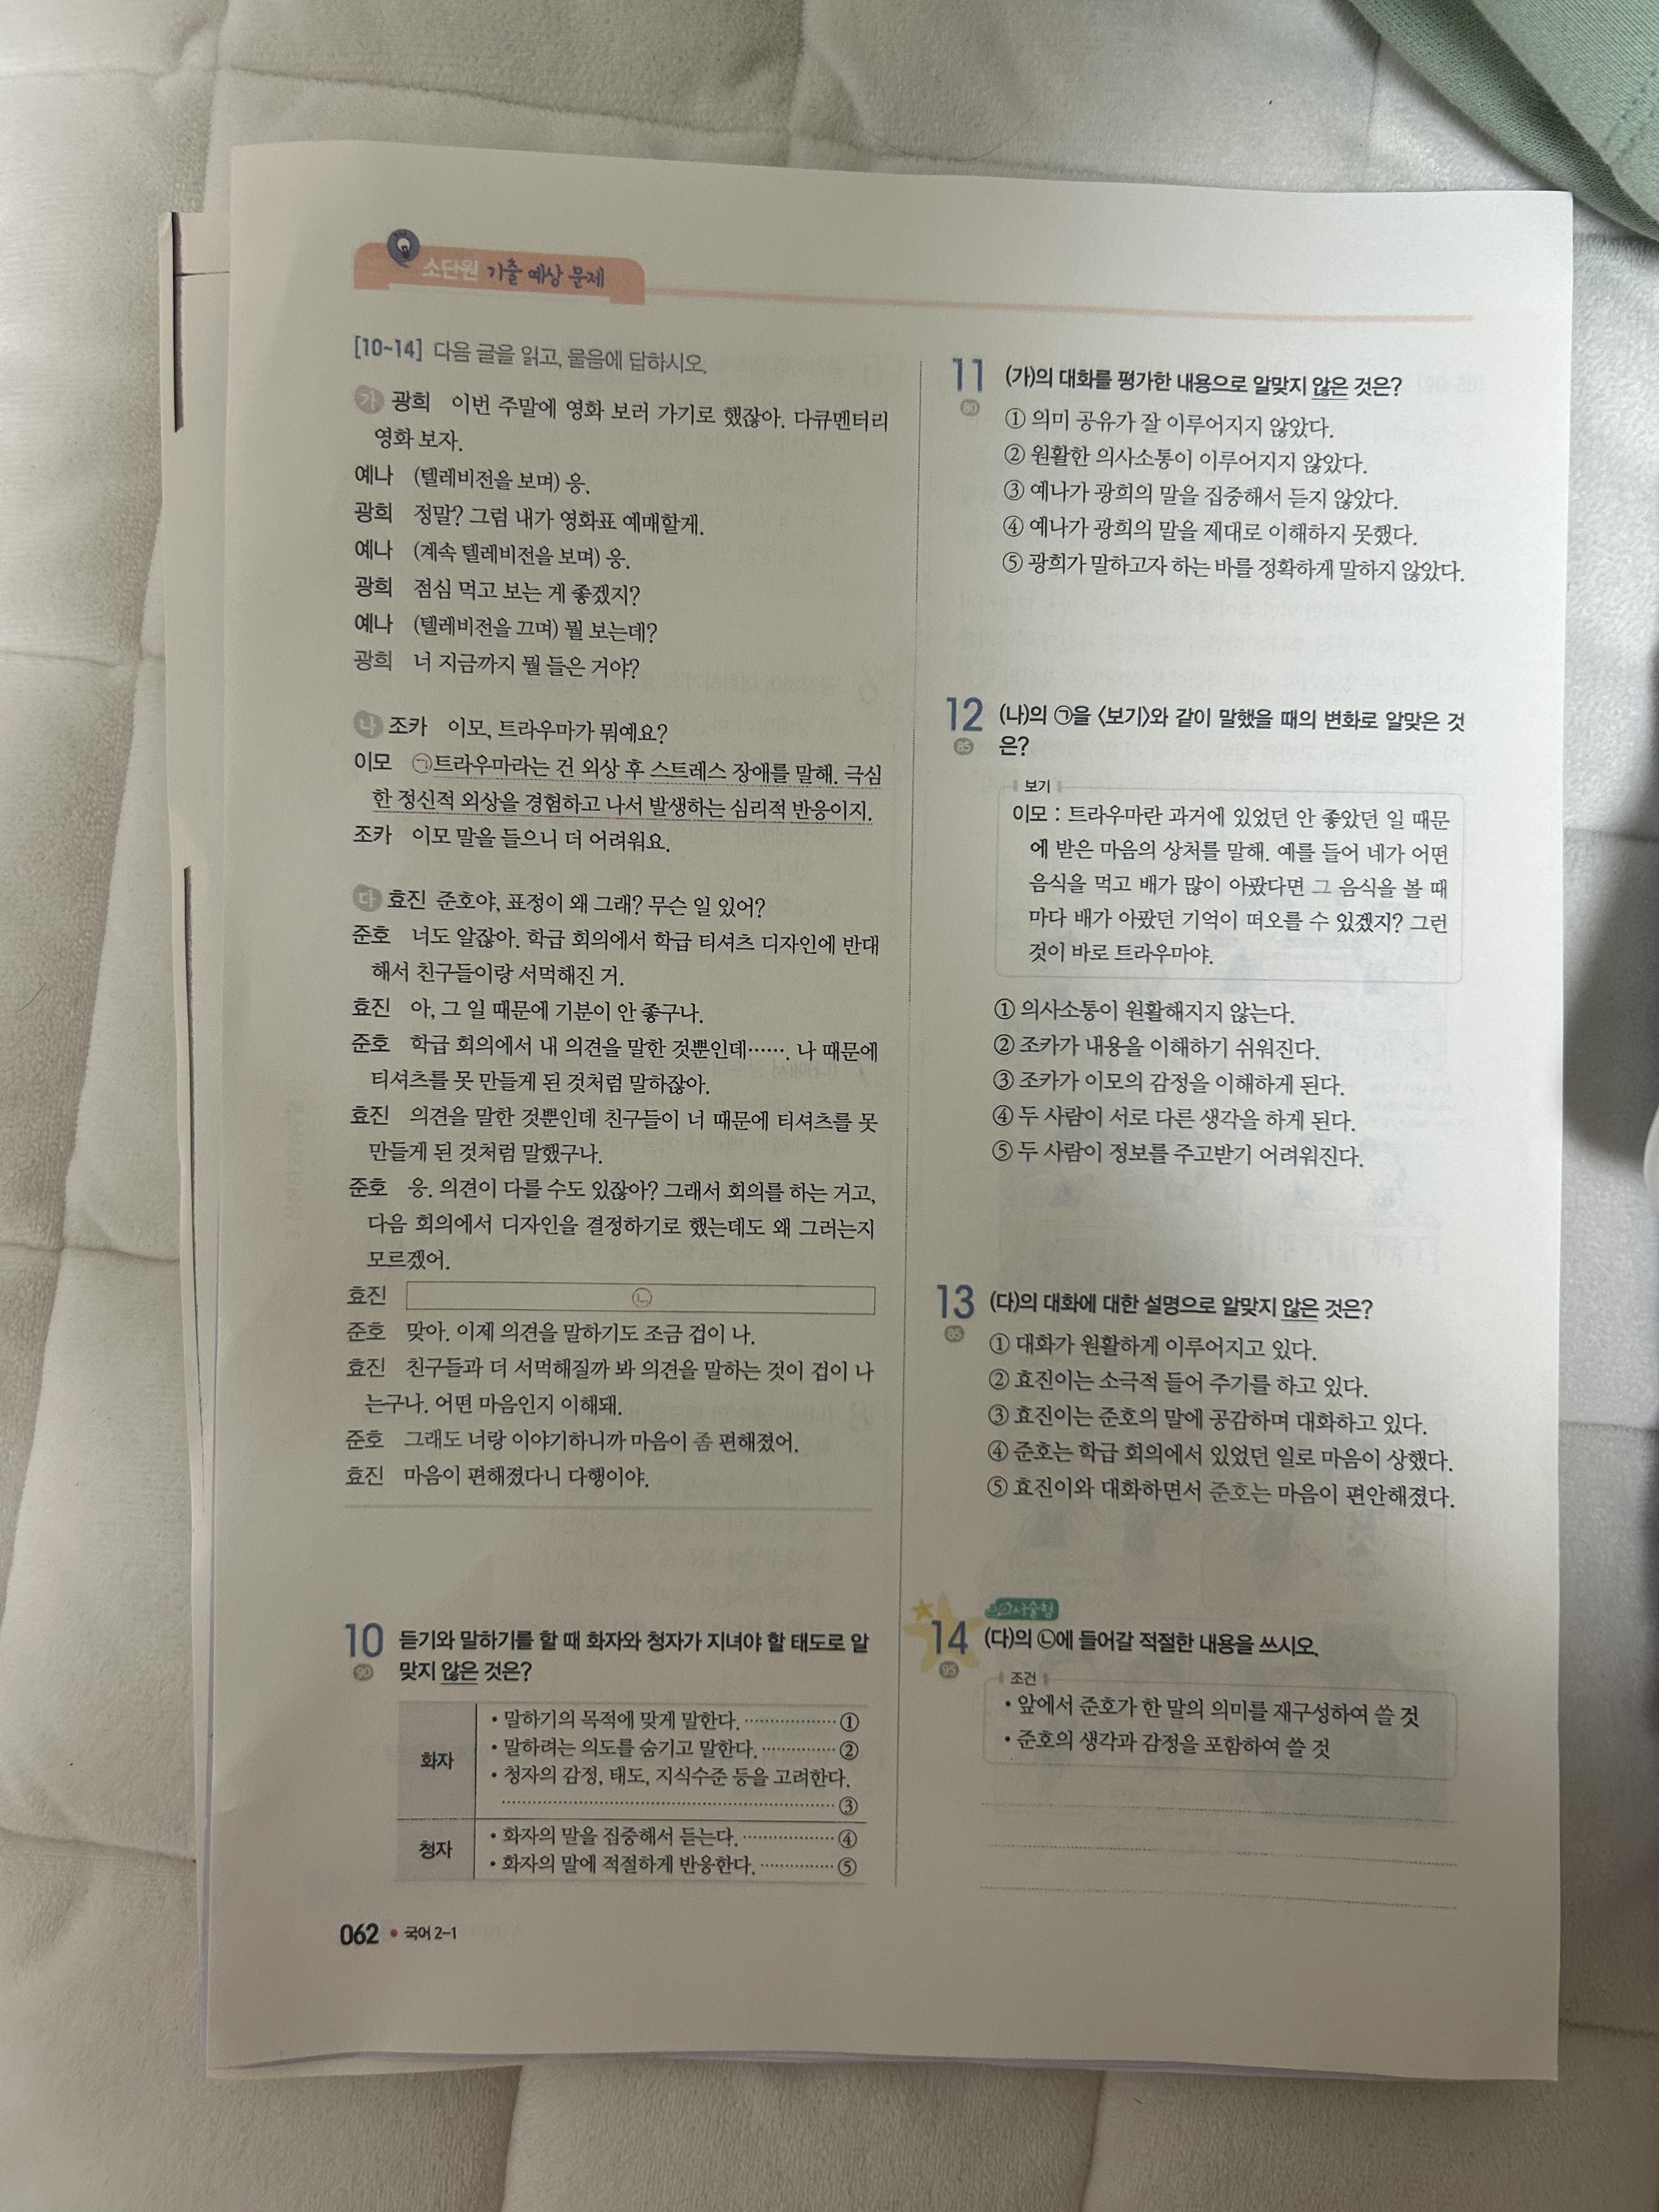 소단원 기출 예상 문제
[10~14] 다음 글을 읽고, 물음에 답하시오.
가 광희 이번 주말에 영화 보러 가기로 했잖아. 다큐멘터리
영화 보자.
예나 (텔레비전을 보며) 응.
광희 정말? 그럼 내가 영화표 예매할게.
예나 (계속 텔레비전을 보며) 응.
광희 점심 먹고 보는 게 좋겠지?
예나 (텔레비전을 끄며) 뭘 보는데?
광희 너 지금까지 뭘 들은 거야?
나 조카 이모, 트라우마가 뭐예요?
이모 ㉠트라우마라는 건 외상 후 스트레스 장애를 말해. 극심
한 정신적 외상을 경험하고 나서 발생하는 심리적 반응이지.
조카 이모 말을 들으니 더 어려워요.
다 효진 준호야, 표정이 왜 그래? 무슨 일 있어?
준호 너도 알잖아. 학급 회의에서 학급 티셔츠 디자인에 반대
해서 친구들이랑 서먹해진 거.
효진 아, 그 일 때문에 기분이 안 좋구나.
준호 학급 회의에서 내 의견을 말한 것뿐인데……. 나 때문에
티셔츠를 못 만들게 된 것처럼 말하잖아.
효진 의견을 말한 것뿐인데 친구들이 너 때문에 티셔츠를 못
만들게 된 것처럼 말했구나.
준호 응. 의견이 다를 수도 있잖아? 그래서 회의를 하는 거고,
다음 회의에서 디자인을 결정하기로 했는데도 왜 그러는지
모르겠어.
효진 ㉡
준호 맞아. 이제 의견을 말하기도 조금 겁이 나.
효진 친구들과 더 서먹해질까 봐 의견을 말하는 것이 겁이 나
는구나. 어떤 마음인지 이해돼.
준호 그래도 너랑 이야기하니까 마음이 좀 편해졌어.
효진 마음이 편해졌다니 다행이야.
10 듣기와 말하기를 할 때 화자와 청자가 지녀야 할 태도로 알
90 맞지 않은 것은?
화자
• 말하기의 목적에 맞게 말한다. ………………①
• 말하려는 의도를 숨기고 말한다. ……………②
• 청자의 감정, 태도, 지식수준 등을 고려한다.
………………………………………………③
청자
• 화자의 말을 집중해서 듣는다. ………………④
• 화자의 말에 적절하게 반응한다. ……………⑤
062 • 국어 2-1
11 (가)의 대화를 평가한 내용으로 알맞지 않은 것은?
80
① 의미 공유가 잘 이루어지지 않았다.
② 원활한 의사소통이 이루어지지 않았다.
③ 예나가 광희의 말을 집중해서 듣지 않았다.
④ 예나가 광희의 말을 제대로 이해하지 못했다.
⑤ 광희가 말하고자 하는 바를 정확하게 말하지 않았다.
12 (나)의 ㉠을 〈보기〉와 같이 말했을 때의 변화로 알맞은 것
85 은?
보기
이모 : 트라우마란 과거에 있었던 안 좋았던 일 때문
에 받은 마음의 상처를 말해. 예를 들어 네가 어떤
음식을 먹고 배가 많이 아팠다면 그 음식을 볼 때
마다 배가 아팠던 기억이 떠오를 수 있겠지? 그런
것이 바로 트라우마야.
① 의사소통이 원활해지지 않는다.
② 조카가 내용을 이해하기 쉬워진다.
③ 조카가 이모의 감정을 이해하게 된다.
④ 두 사람이 서로 다른 생각을 하게 된다.
⑤ 두 사람이 정보를 주고받기 어려워진다.
13 (다)의 대화에 대한 설명으로 알맞지 않은 것은?
85
① 대화가 원활하게 이루어지고 있다.
② 효진이는 소극적 들어 주기를 하고 있다.
③ 효진이는 준호의 말에 공감하며 대화하고 있다.
④ 준호는 학급 회의에서 있었던 일로 마음이 상했다.
⑤ 효진이와 대화하면서 준호는 마음이 편안해졌다.
서술형
14 (다)의 ㉡에 들어갈 적절한 내용을 쓰시오.
95
조건
• 앞에서 준호가 한 말의 의미를 재구성하여 쓸 것
• 준호의 생각과 감정을 포함하여 쓸 것